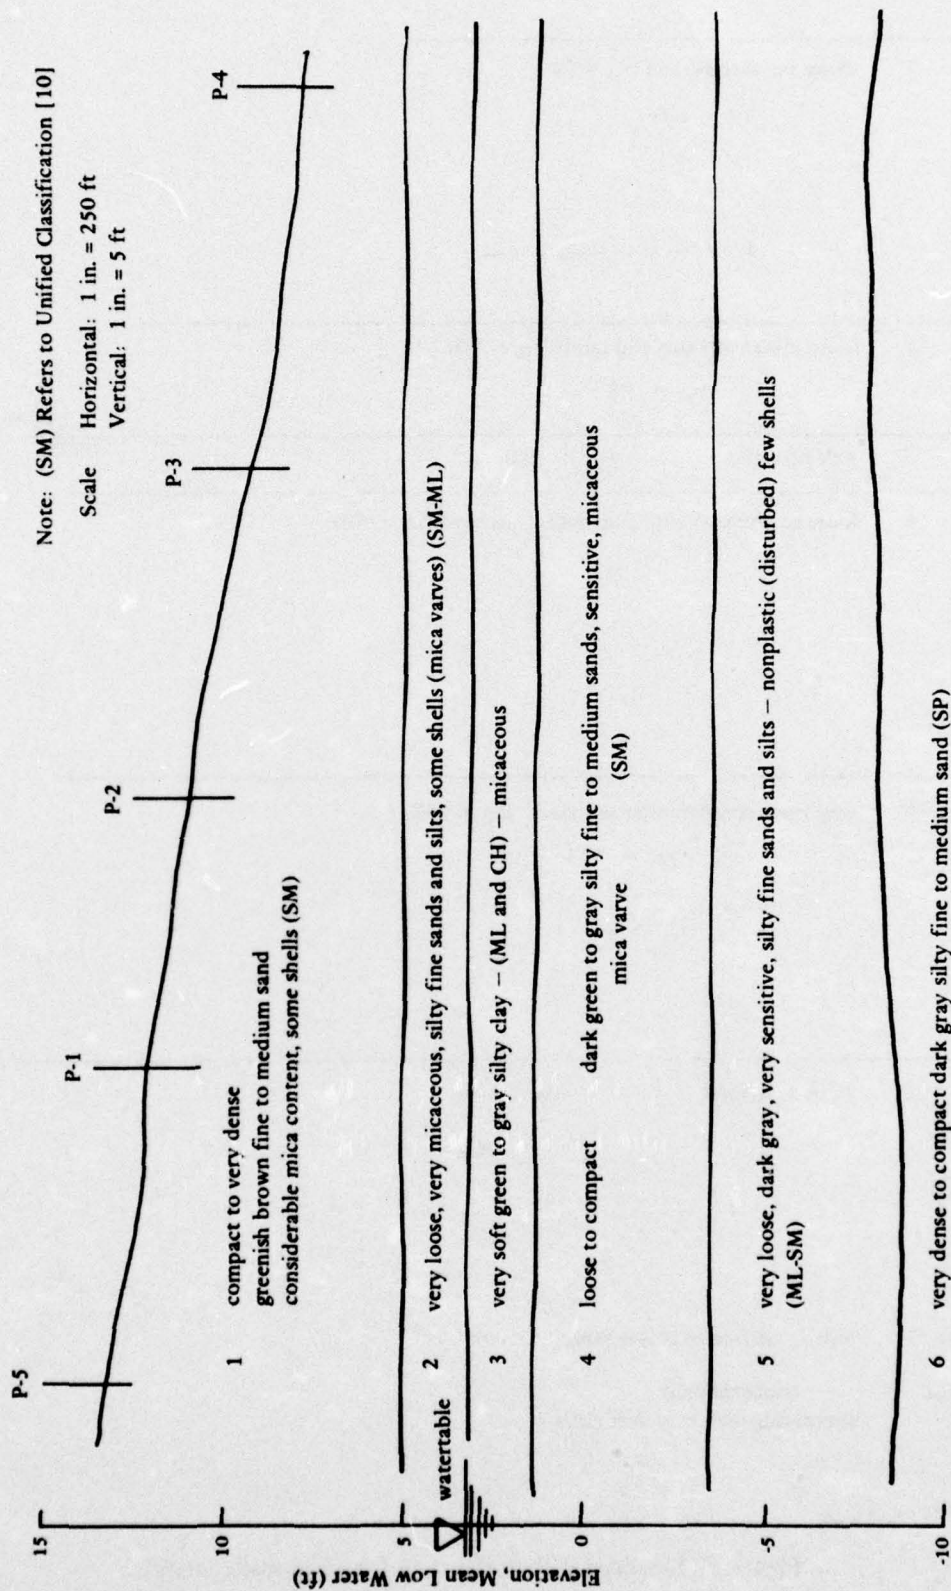 Note: (SM) Refers to Unified Classification [10]
Scale Horizontal: 1 in. = 250 ft
Vertical: 1 in. = 5 ft
P-5
P-1
P-2
P-3
P-4
15
10
5
0
-5
-10
Elevation, Mean Low Water (ft)
watertable
1 compact to very dense
greenish brown fine to medium sand
considerable mica content, some shells (SM)
2 very loose, very micaceous, silty fine sands and silts, some shells (mica varves) (SM-ML)
3 very soft green to gray silty clay – (ML and CH) – micaceous
4 loose to compact dark green to gray silty fine to medium sands, sensitive, micaceous
mica varve (SM)
5 very loose, dark gray, very sensitive, silty fine sands and silts – nonplastic (disturbed) few shells
(ML-SM)
6 very dense to compact dark gray silty fine to medium sand (SP)